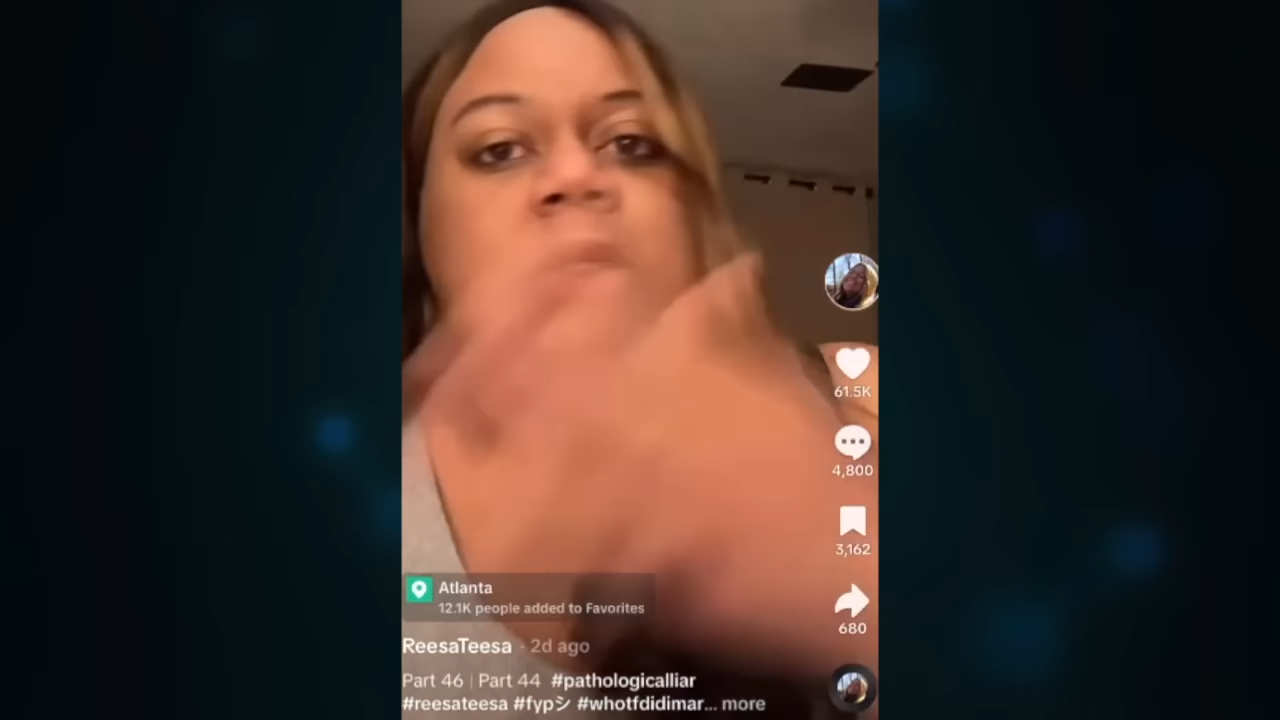 61.5K
4,800
3,162
680
Atlanta
12.1K people added to Favorites
ReesaTeesa · 2d ago
Part 46 | Part 44 #pathologicalliar
#reesateesa #fypシ #whotfdidimar... more